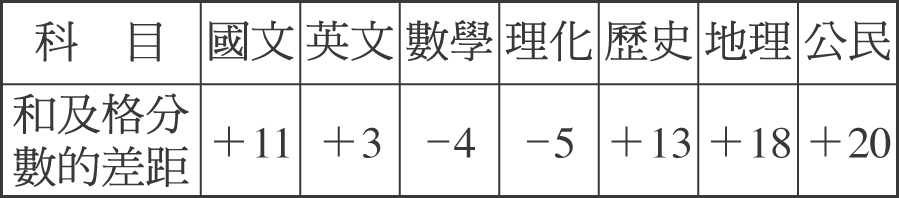 科 目 國文 英文 數學 理化 歷史 地理 公民
和及格分數的差距 +11 +3 -4 -5 +13 +18 +20